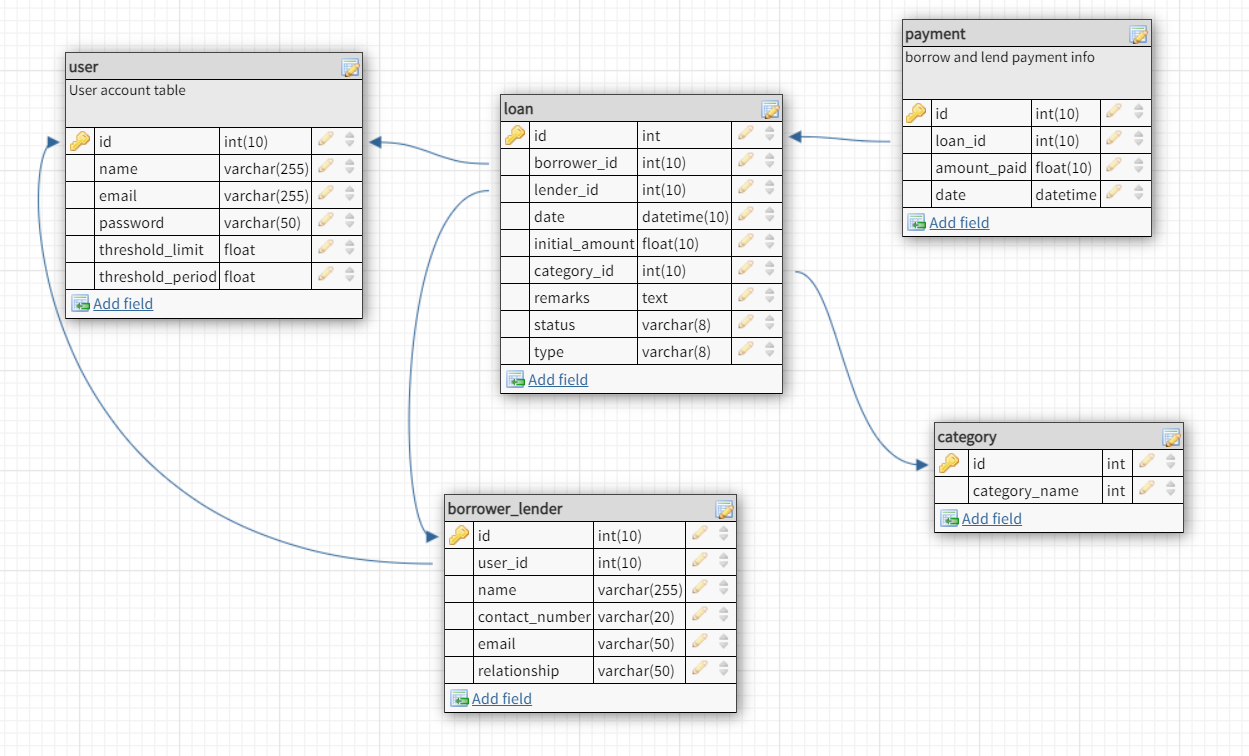 user
User account table
id int(10)
name varchar(255)
email varchar(255)
password varchar(50)
threshold_limit float
threshold_period float
Add field
loan
id int
borrower_id int(10)
lender_id int(10)
date datetime(10)
initial_amount float(10)
category_id int(10)
remarks text
status varchar(8)
type varchar(8)
Add field
payment
borrow and lend payment info
id int(10)
loan_id int(10)
amount_paid float(10)
date datetime
Add field
category
id int
category_name int
Add field
borrower_lender
id int(10)
user_id int(10)
name varchar(255)
contact_number varchar(20)
email varchar(50)
relationship varchar(50)
Add field